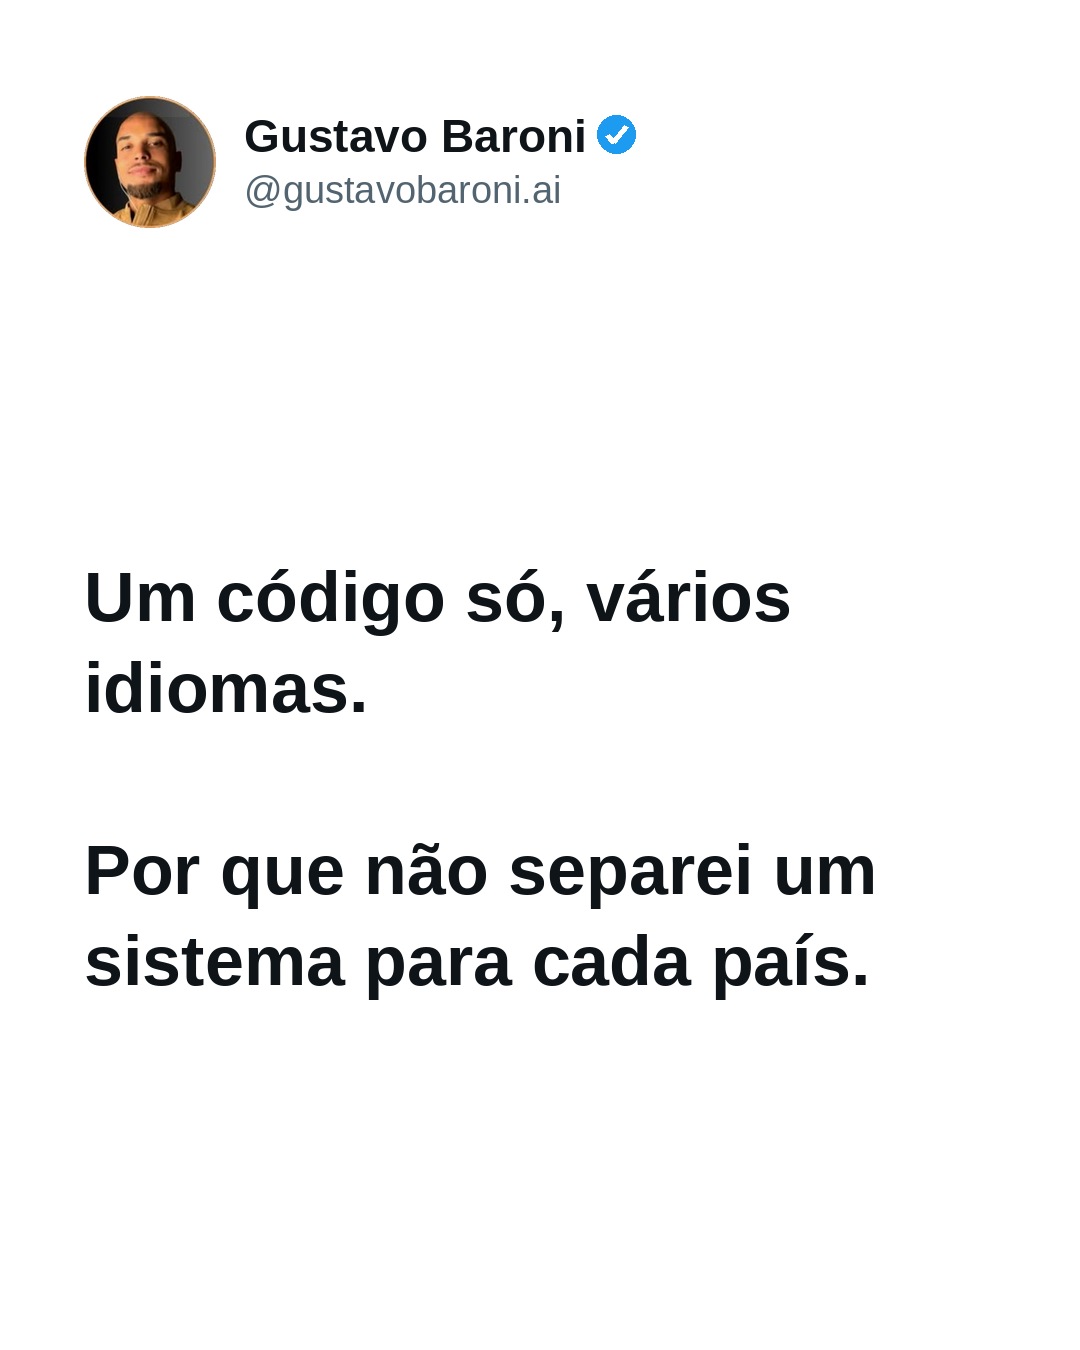 Gustavo Baroni
@gustavobaroni.ai
Um código só, vários
idiomas.
Por que não separei um
sistema para cada país.